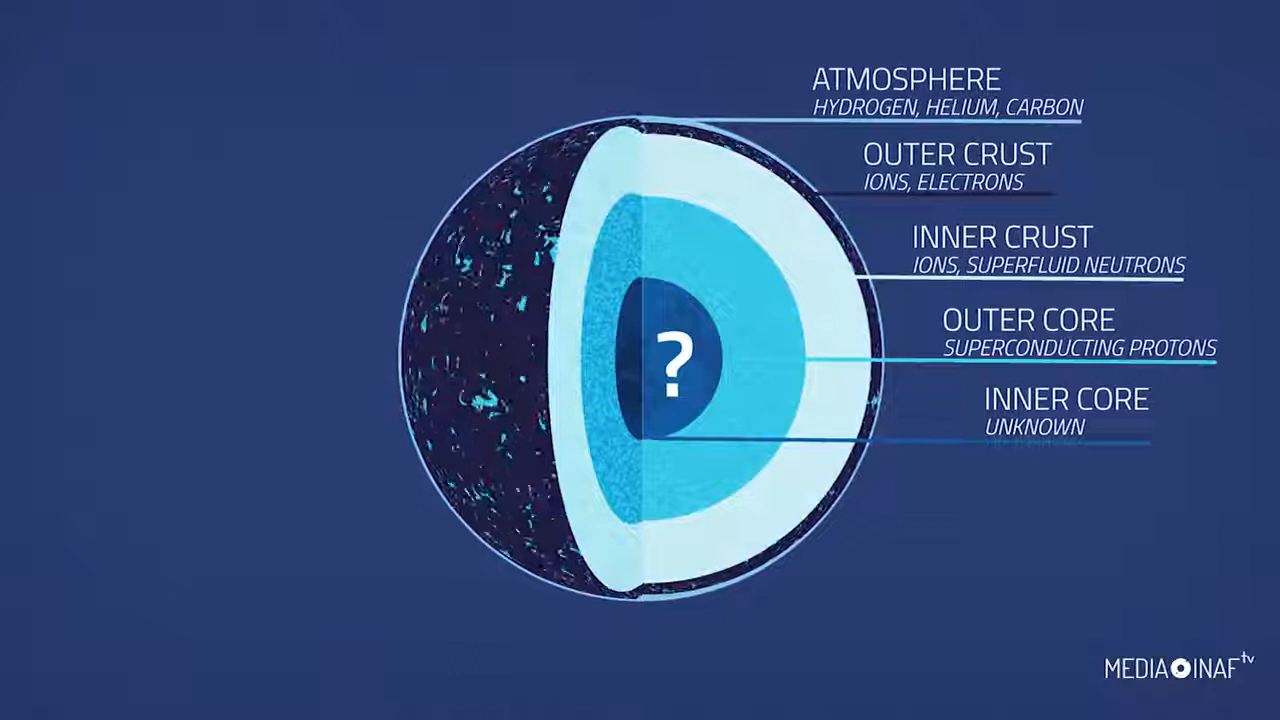 ATMOSPHERE
HYDROGEN, HELIUM, CARBON
OUTER CRUST
IONS, ELECTRONS
INNER CRUST
IONS, SUPERFLUID NEUTRONS
OUTER CORE
SUPERCONDUCTING PROTONS
?
INNER CORE
UNKNOWN
MEDIA INAF tv